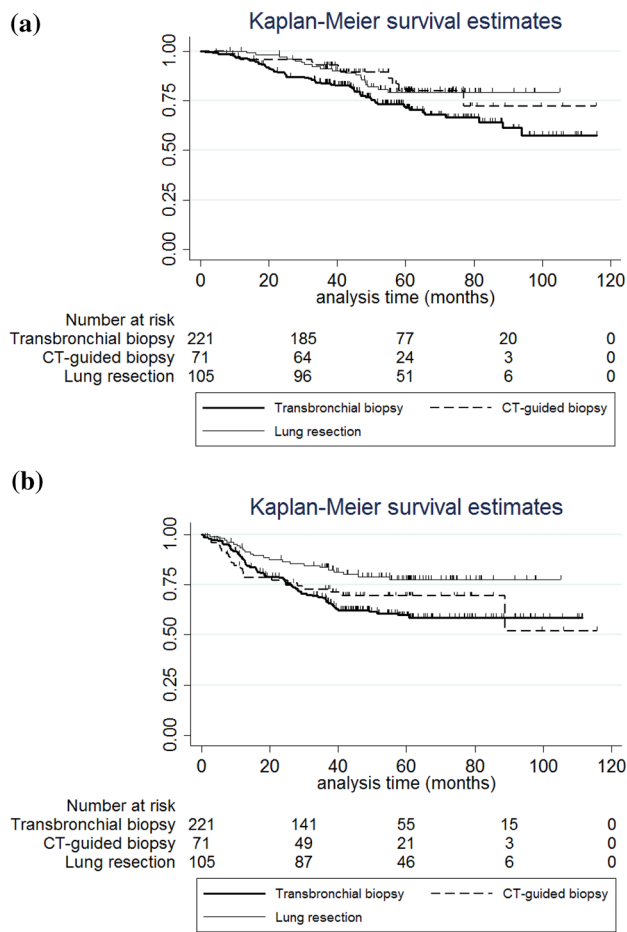 (a)
Kaplan-Meier survival estimates
1.00
0.75
0.50
0.25
0.00
0 20 40 60 80 100 120
analysis time (months)
Number at risk
Transbronchial biopsy 221 185 77 20 0
CT-guided biopsy 71 64 24 3 0
Lung resection 105 96 51 6 0
Transbronchial biopsy CT-guided biopsy
Lung resection
(b)
Kaplan-Meier survival estimates
1.00
0.75
0.50
0.25
0.00
0 20 40 60 80 100 120
analysis time (months)
Number at risk
Transbronchial biopsy 221 141 55 15 0
CT-guided biopsy 71 49 21 3 0
Lung resection 105 87 46 6 0
Transbronchial biopsy CT-guided biopsy
Lung resection